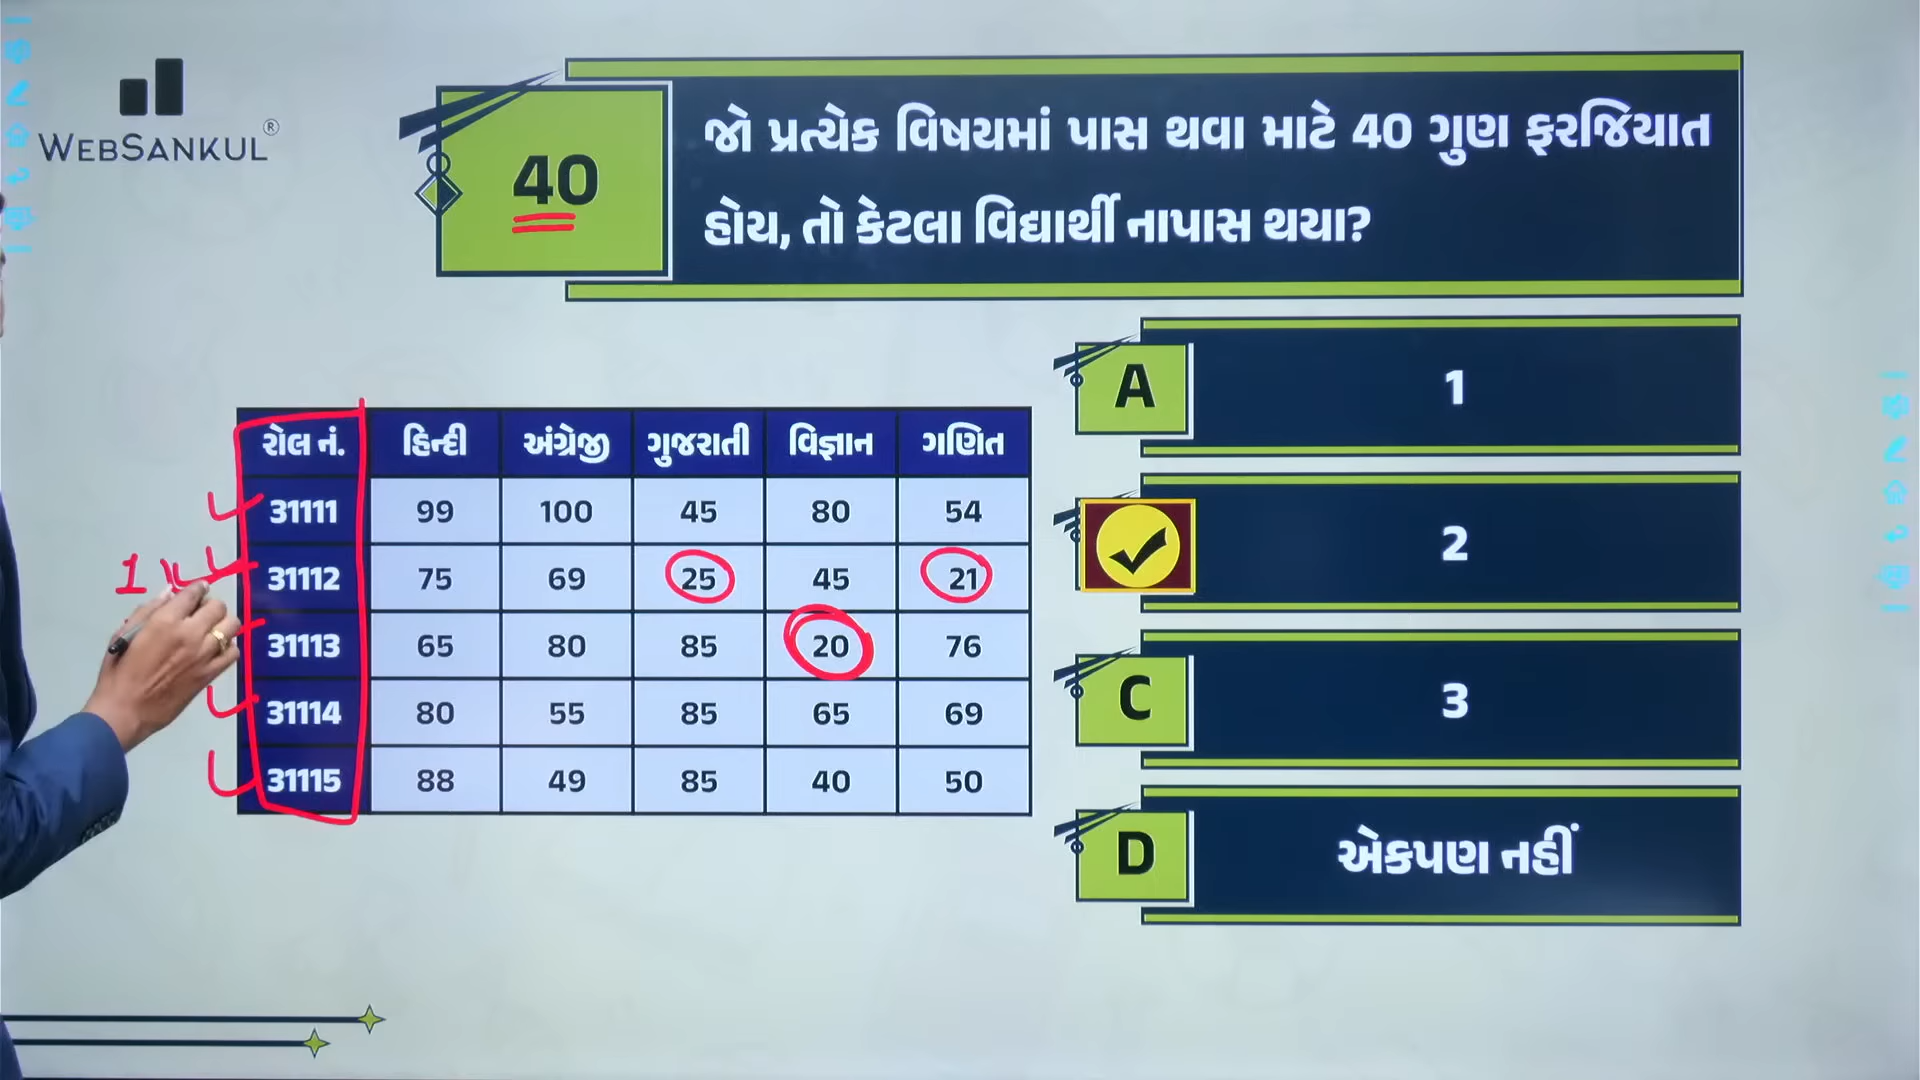 WEBSANKUL®
40
જો પ્રત્યેક વિષયમાં પાસ થવા માટે 40 ગુણ ફરજિયાત
હોય, તો કેટલા વિદ્યાર્થી નાપાસ થયા?
A 1
2
C 3
D એકપણ નહીં
રોલ નં. હિન્દી અંગ્રેજી ગુજરાતી વિજ્ઞાન ગણિત
31111 99 100 45 80 54
1
31112 75 69 25 45 21
31113 65 80 85 20 76
31114 80 55 85 65 69
31115 88 49 85 40 50